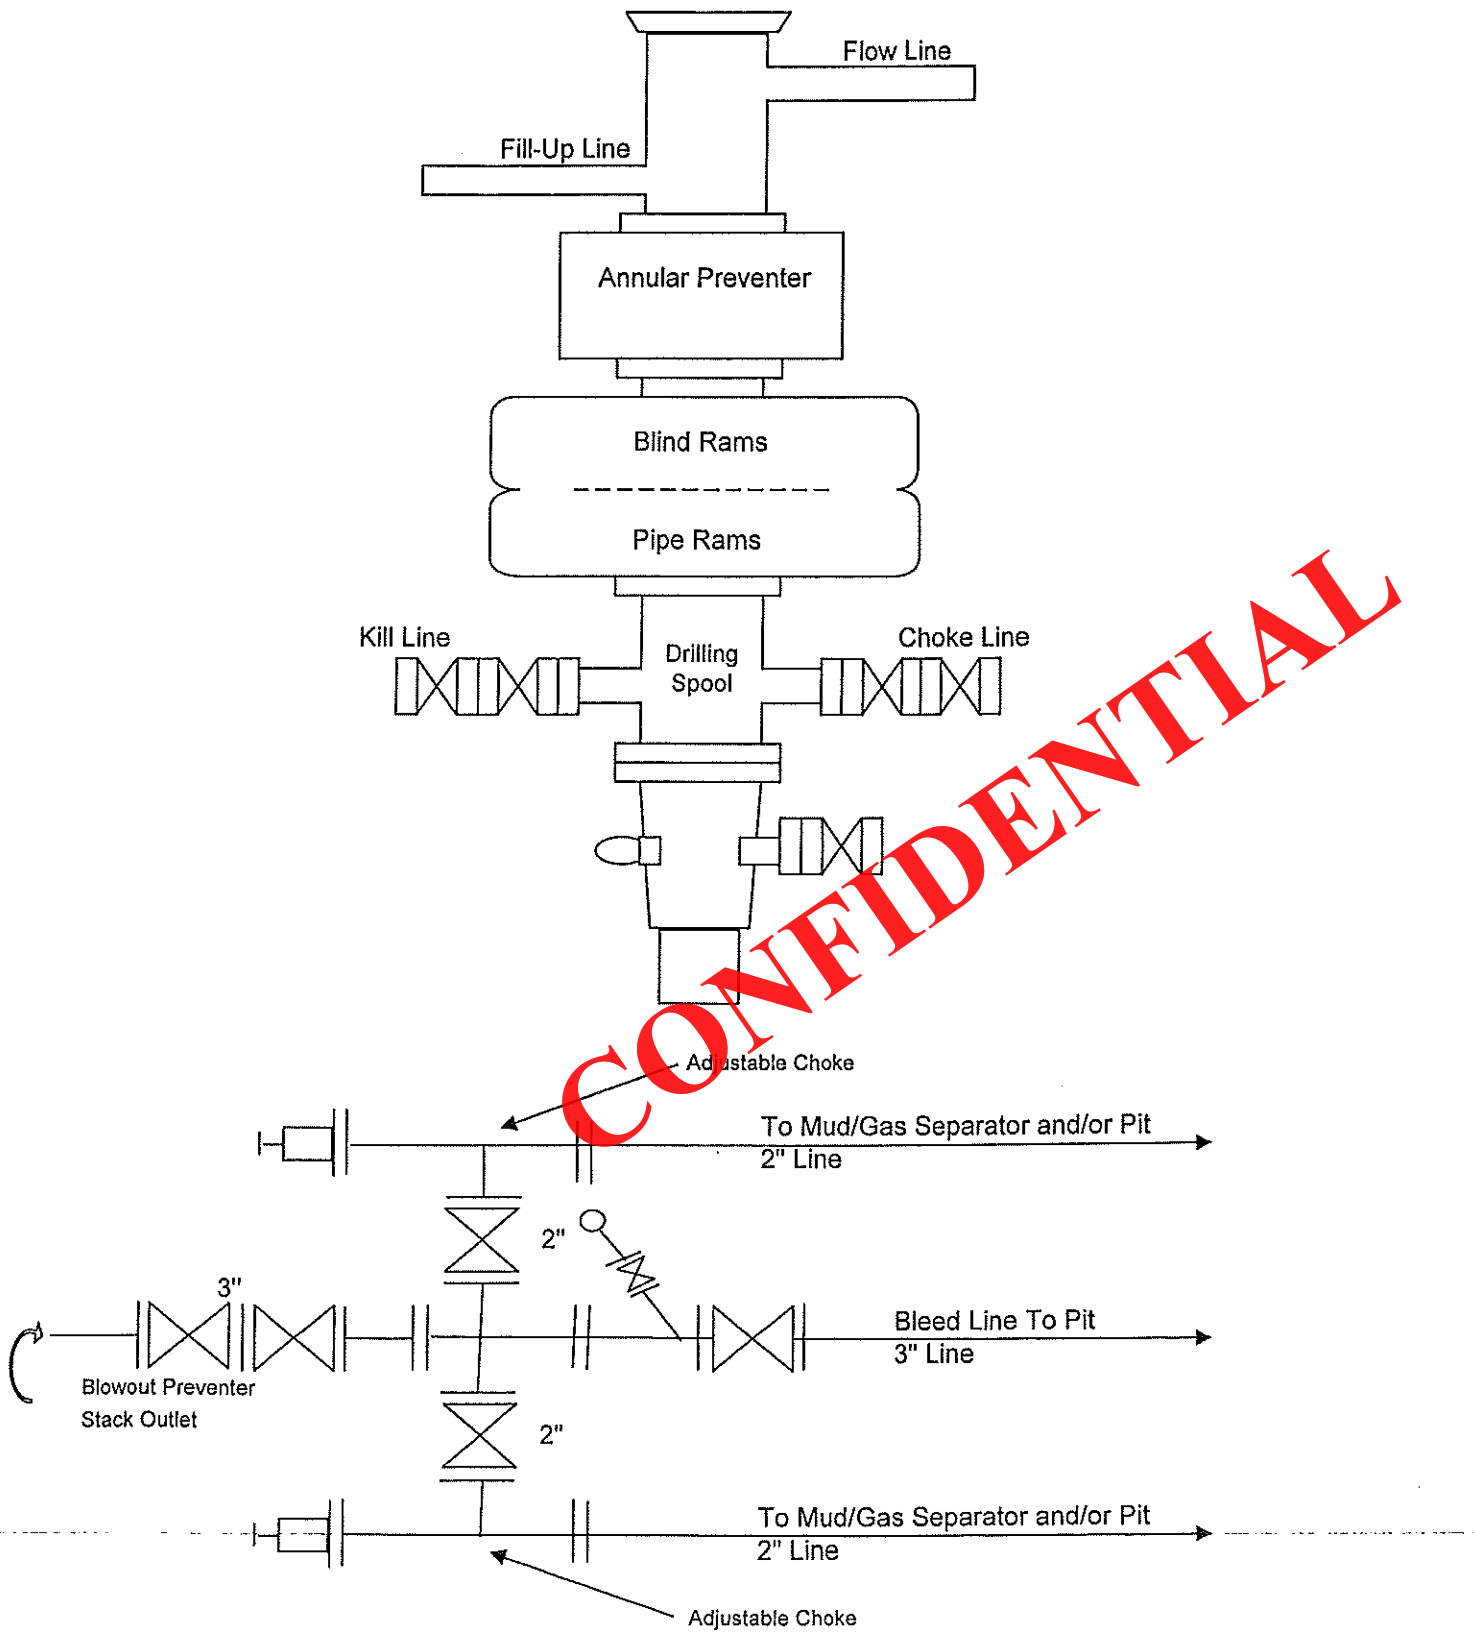 Flow Line
Fill-Up Line
Annular Preventer
Blind Rams
Pipe Rams
Kill Line
Drilling
Spool
Choke Line
CONFIDENTIAL
Adjustable Choke
To Mud/Gas Separator and/or Pit
2" Line
2"
3"
Bleed Line To Pit
3" Line
Blowout Preventer
Stack Outlet
2"
To Mud/Gas Separator and/or Pit
2" Line
Adjustable Choke